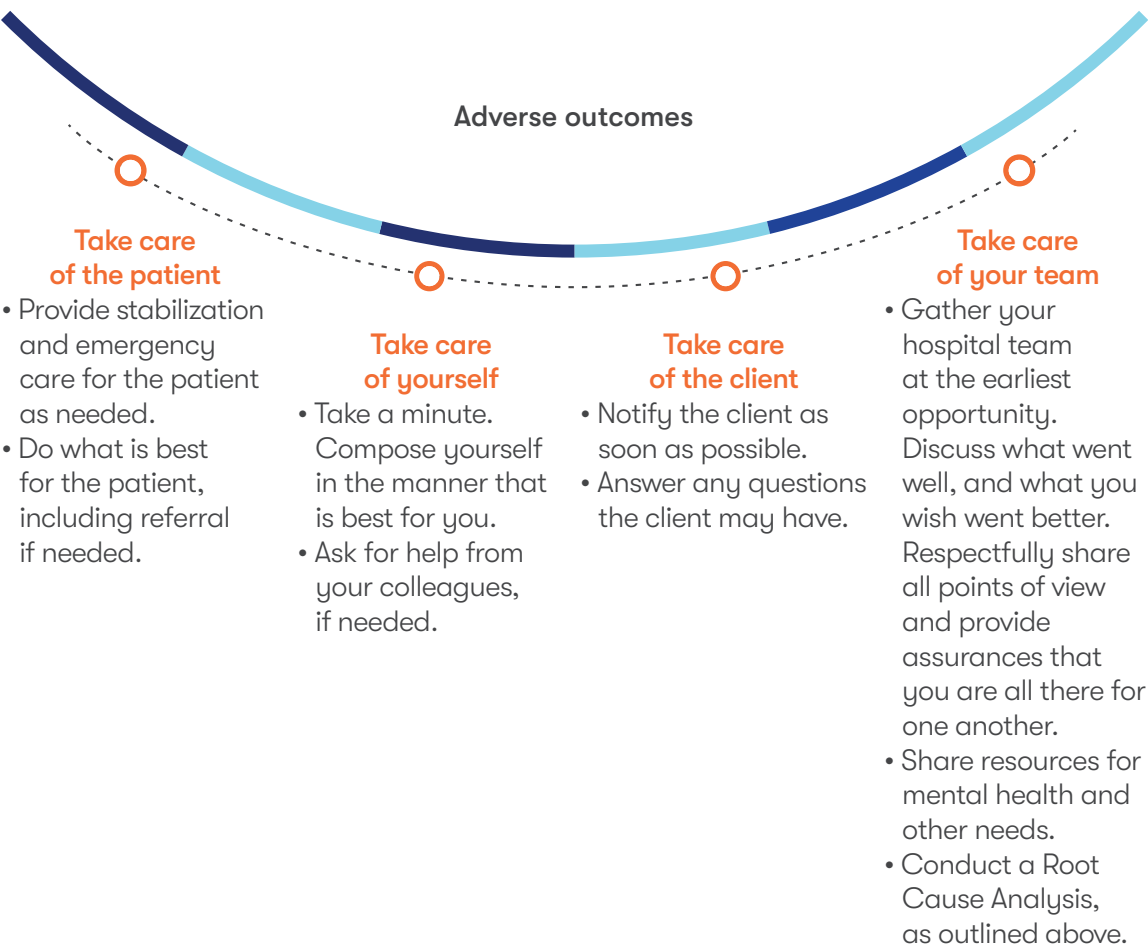 Adverse outcomes
Take care
of the patient
• Provide stabilization
and emergency
care for the patient
as needed.
• Do what is best
for the patient,
including referral
if needed.
Take care
of yourself
• Take a minute.
Compose yourself
in the manner that
is best for you.
• Ask for help from
your colleagues,
if needed.
Take care
of the client
• Notify the client as
soon as possible.
• Answer any questions
the client may have.
Take care
of your team
• Gather your
hospital team
at the earliest
opportunity.
Discuss what went
well, and what you
wish went better.
Respectfully share
all points of view
and provide
assurances that
you are all there for
one another.
• Share resources for
mental health and
other needs.
• Conduct a Root
Cause Analysis,
as outlined above.